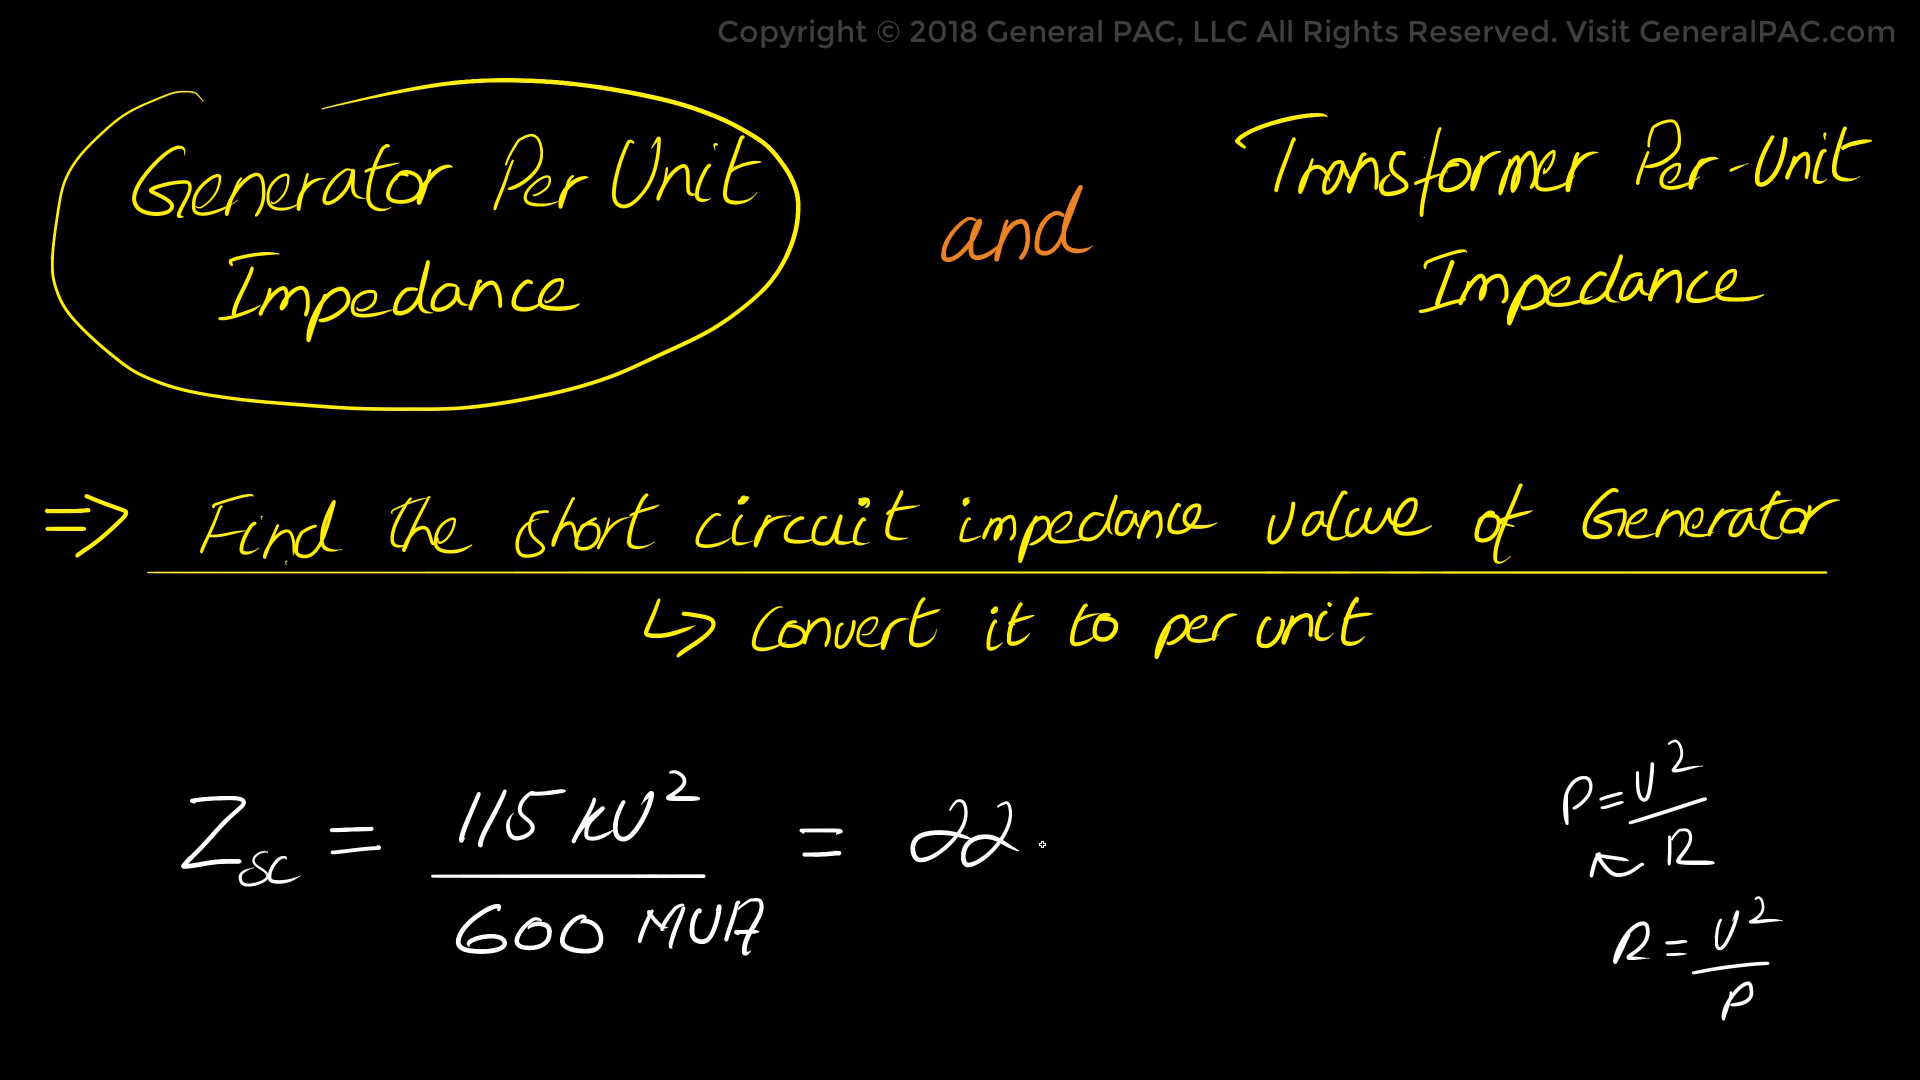 Copyright © 2018 General PAC, LLC All Rights Reserved. Visit GeneralPAC.com
Generator Per Unit
Impedance
and
Transformer Per-Unit
Impedance
=> Find the short circuit impedance value of Generator
↳ Convert it to per unit
Zsc = 115 kV² / 600 MVA = 22.
P = V² / R
↖
R = V² / P